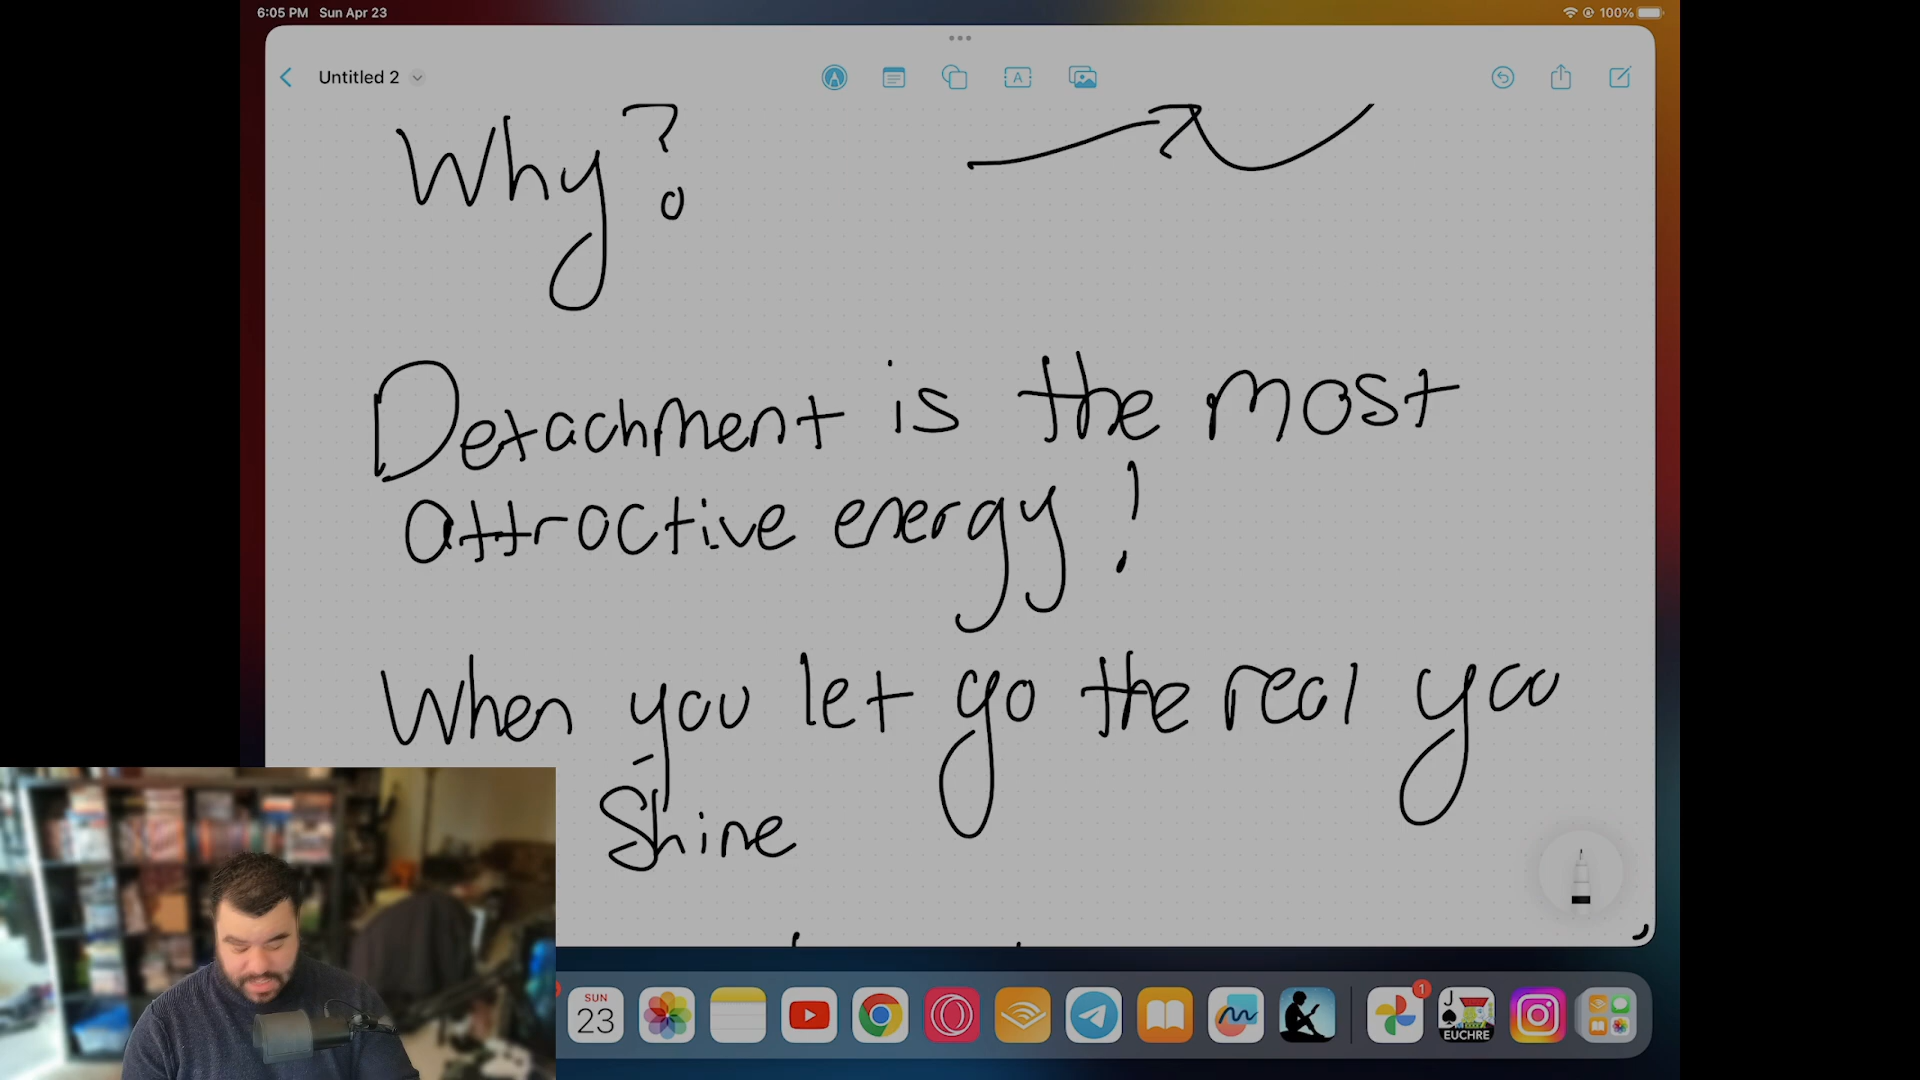 6:05 PM Sun Apr 23
100%
Untitled 2
A
Why?
Detachment is the most
attractive energy!
When you let go the real you
Shine
SUN
23
1
J
EUCHRE